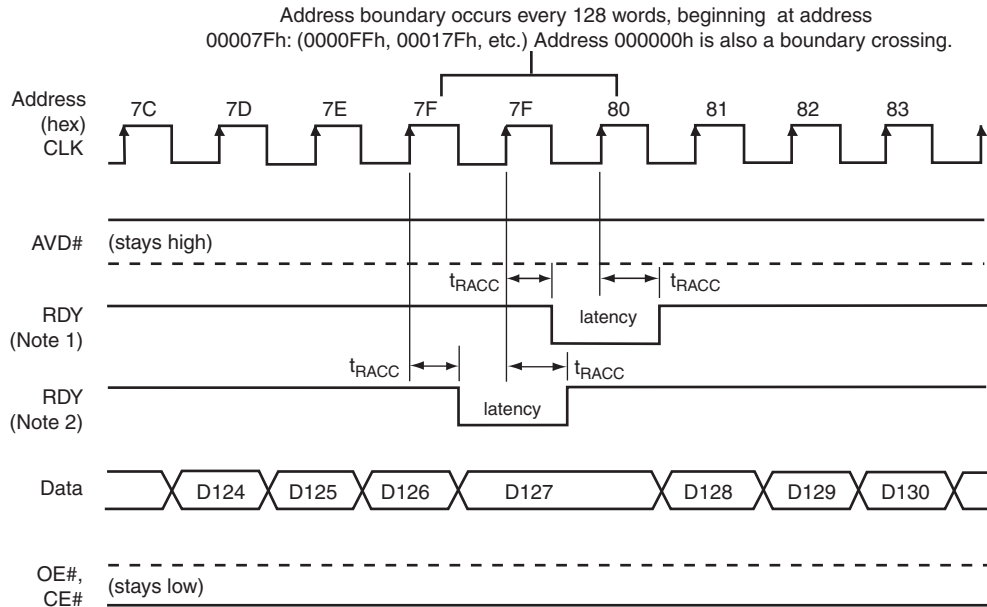 Address boundary occurs every 128 words, beginning at address
00007Fh: (0000FFh, 00017Fh, etc.) Address 000000h is also a boundary crossing.
Address
(hex)
CLK
7C 7D 7E 7F 7F 80 81 82 83
AVD#
(stays high)
tRACC
tRACC
RDY
(Note 1)
latency
tRACC
tRACC
RDY
(Note 2)
latency
Data
D124 D125 D126 D127 D128 D129 D130
OE#,
CE#
(stays low)